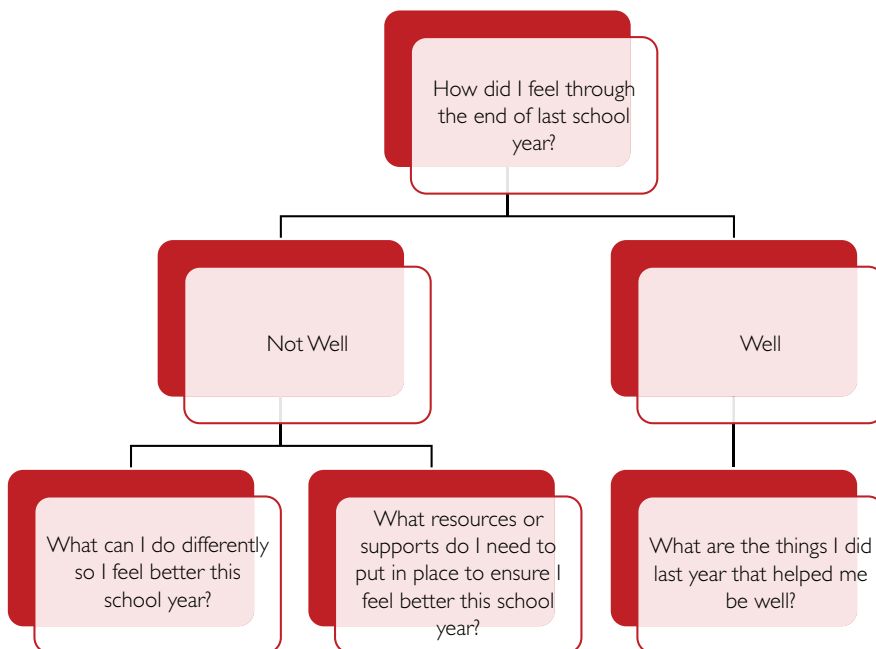 How did I feel through
the end of last school
year?
Not Well
Well
What can I do differently
so I feel better this
school year?
What resources or
supports do I need to
put in place to ensure I
feel better this school
year?
What are the things I did
last year that helped me
be well?